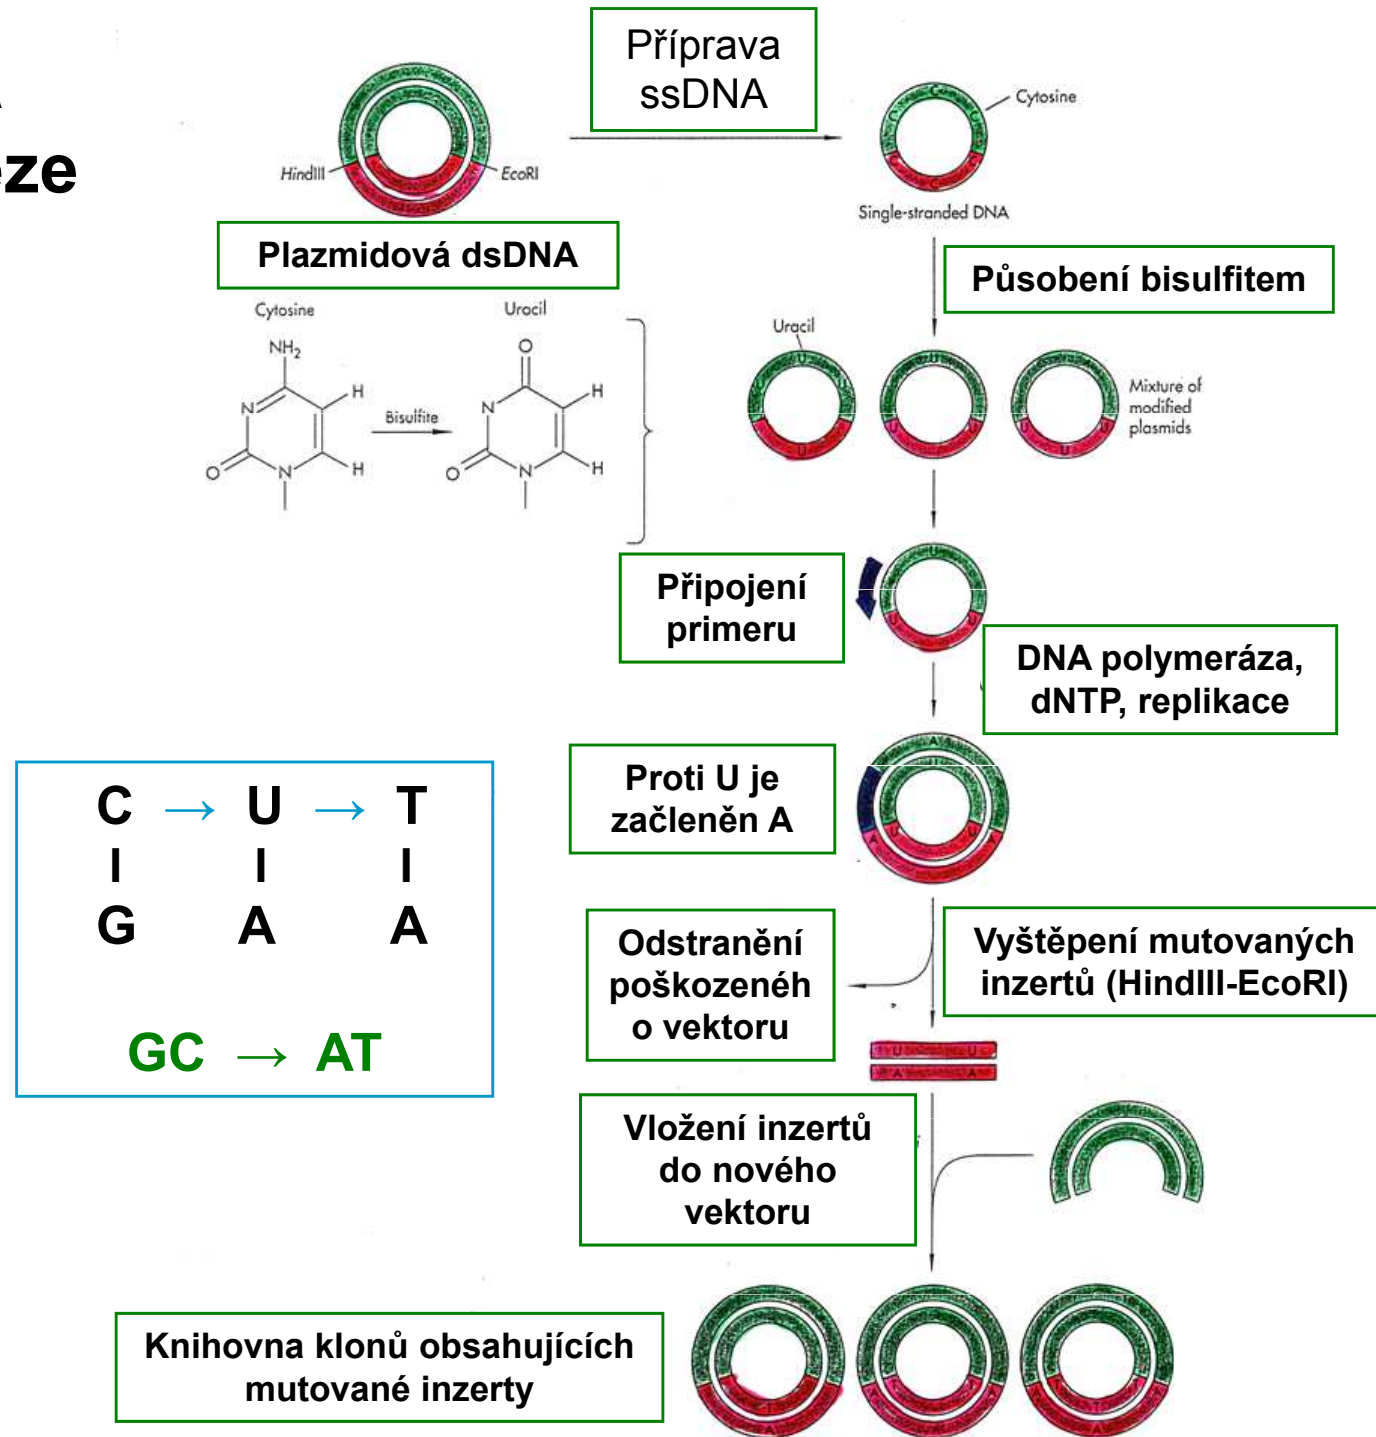 eze
Příprava
ssDNA
Cytosine
HindIII
EcoRI
Single-stranded DNA
Plazmidová dsDNA
Působení bisulfitem
Cytosine
Uracil
NH2
O
H
N
N
Bisulfite
H
O
N
H
O
N
H
Uracil
U
U
U
U
U
U
U
U
Mixture of
modified
plasmids
Připojení
primeru
U
U
U
DNA polymeráza,
dNTP, replikace
Proti U je
začleněn A
A
U
U
U
A
A
C → U → T
I I I
G A A
GC → AT
Odstranění
poškozenéh
o vektoru
Vyštěpení mutovaných
inzertů (HindIII-EcoRI)
U U
A A
Vložení inzertů
do nového
vektoru
Knihovna klonů obsahujících
mutované inzerty
T
A
T
A